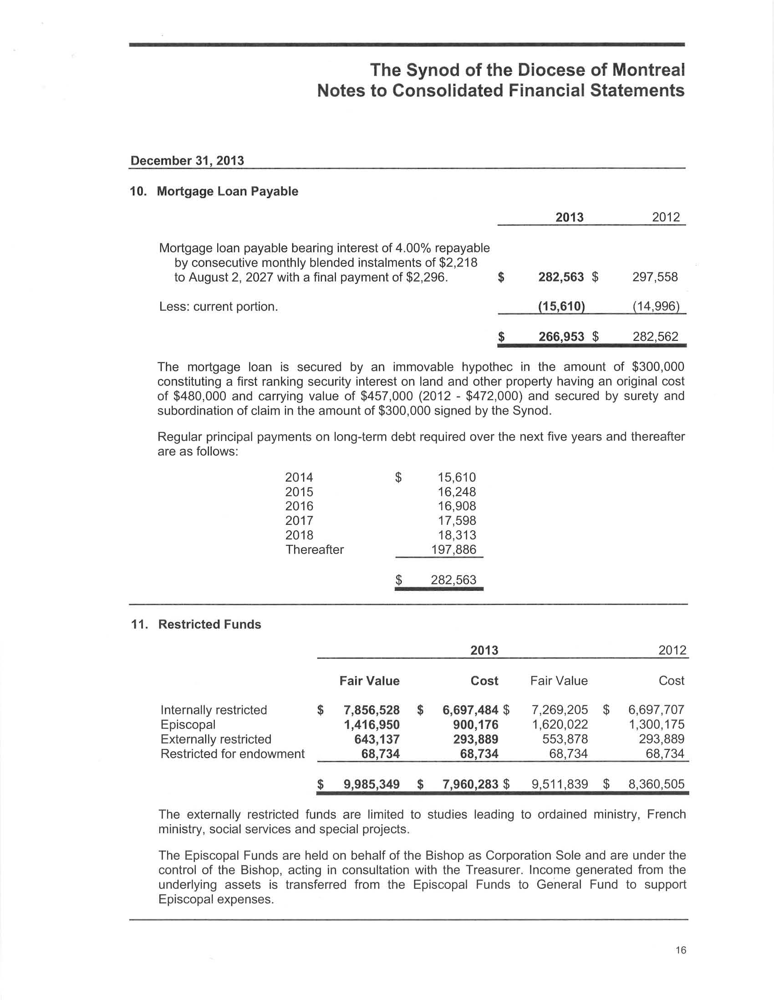 The Synod of the Diocese of Montreal
Notes to Consolidated Financial Statements
December 31, 2013
10. Mortgage Loan Payable
2013 2012
Mortgage loan payable bearing interest of 4.00% repayable
by consecutive monthly blended instalments of $2,218
to August 2, 2027 with a final payment of $2,296. $ 282,563 $ 297,558
Less: current portion. (15,610) (14,996)
$ 266,953 $ 282,562
The mortgage loan is secured by an immovable hypothec in the amount of $300,000
constituting a first ranking security interest on land and other property having an original cost
of $480,000 and carrying value of $457,000 (2012 - $472,000) and secured by surety and
subordination of claim in the amount of $300,000 signed by the Synod.
Regular principal payments on long-term debt required over the next five years and thereafter
are as follows:
2014 $ 15,610
2015 16,248
2016 16,908
2017 17,598
2018 18,313
Thereafter 197,886
$ 282,563
11. Restricted Funds
2013 2012
Fair Value Cost Fair Value Cost
Internally restricted $ 7,856,528 $ 6,697,484 $ 7,269,205 $ 6,697,707
Episcopal 1,416,950 900,176 1,620,022 1,300,175
Externally restricted 643,137 293,889 553,878 293,889
Restricted for endowment 68,734 68,734 68,734 68,734
$ 9,985,349 $ 7,960,283 $ 9,511,839 $ 8,360,505
The externally restricted funds are limited to studies leading to ordained ministry, French
ministry, social services and special projects.
The Episcopal Funds are held on behalf of the Bishop as Corporation Sole and are under the
control of the Bishop, acting in consultation with the Treasurer. Income generated from the
underlying assets is transferred from the Episcopal Funds to General Fund to support
Episcopal expenses.
16